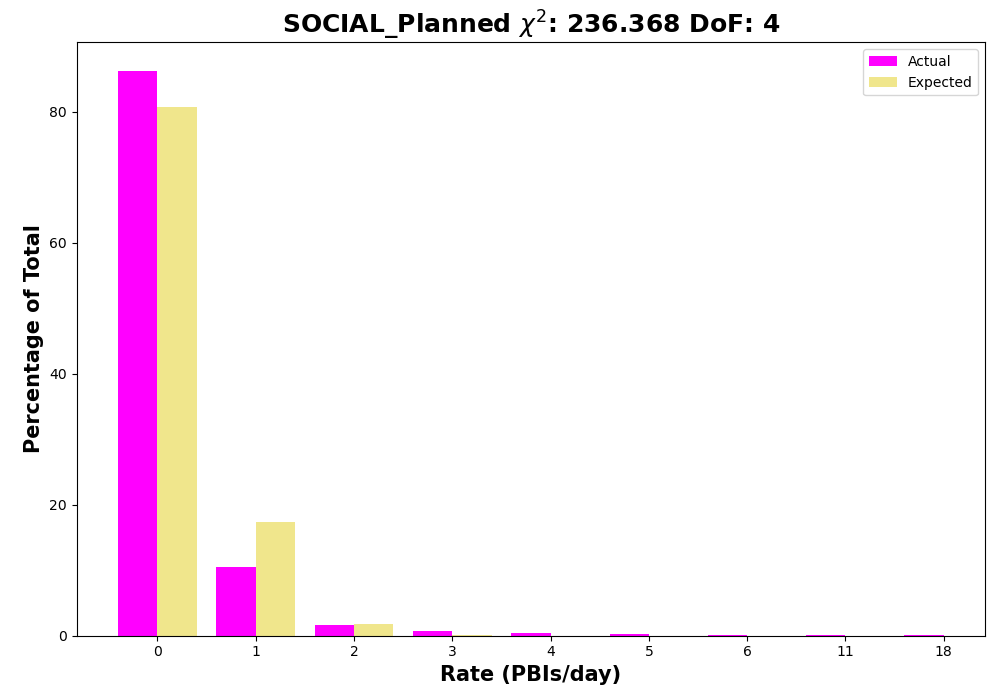 SOCIAL_Planned χ²: 236.368 DoF: 4
Actual
Expected
Percentage of Total
80
60
40
20
0
0 1 2 3 4 5 6 11 18
Rate (PBIs/day)